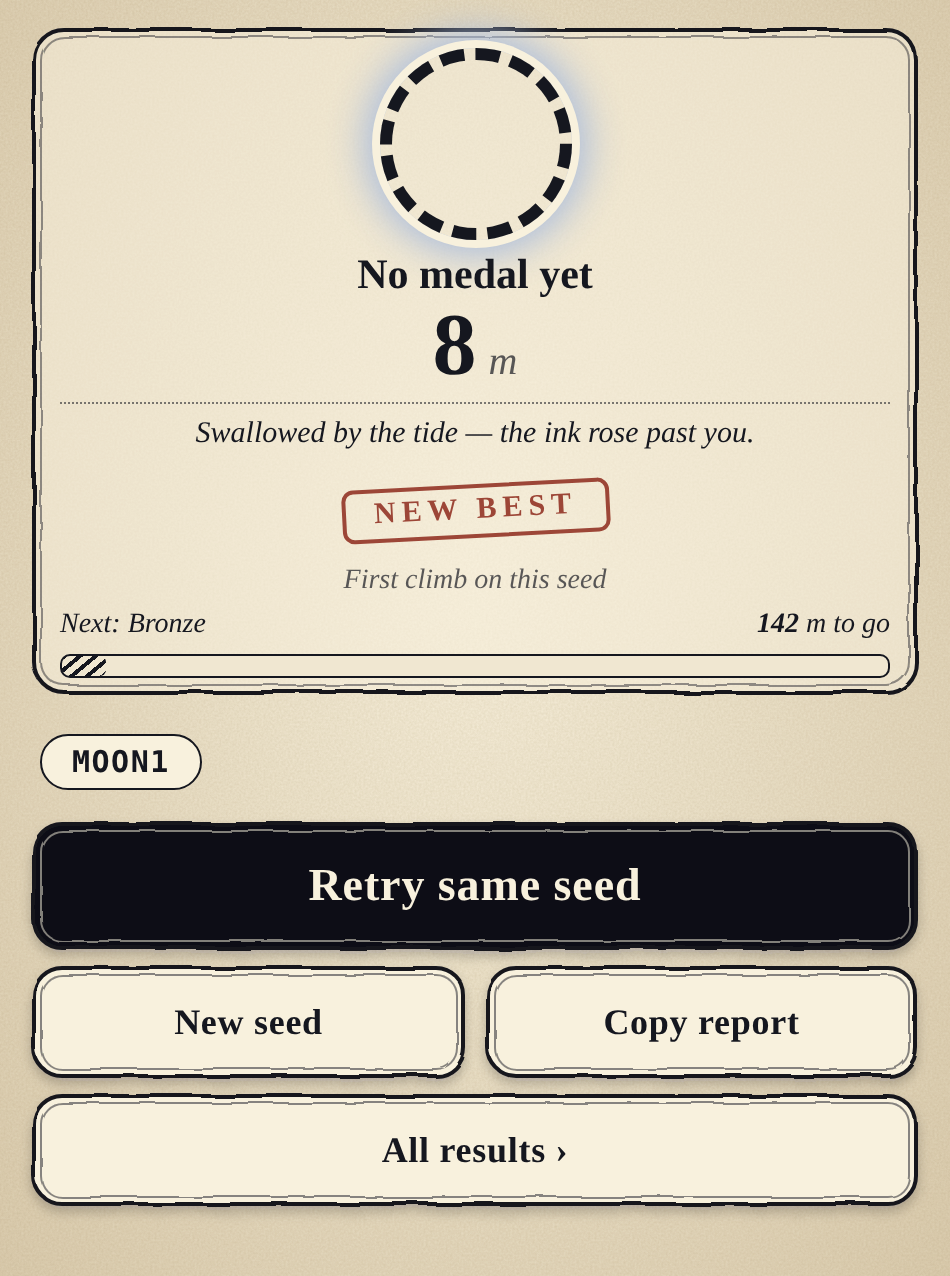 No medal yet
8 m
Swallowed by the tide — the ink rose past you.
NEW BEST
First climb on this seed
Next: Bronze 142 m to go
MOON1
Retry same seed
New seed Copy report
All results ›